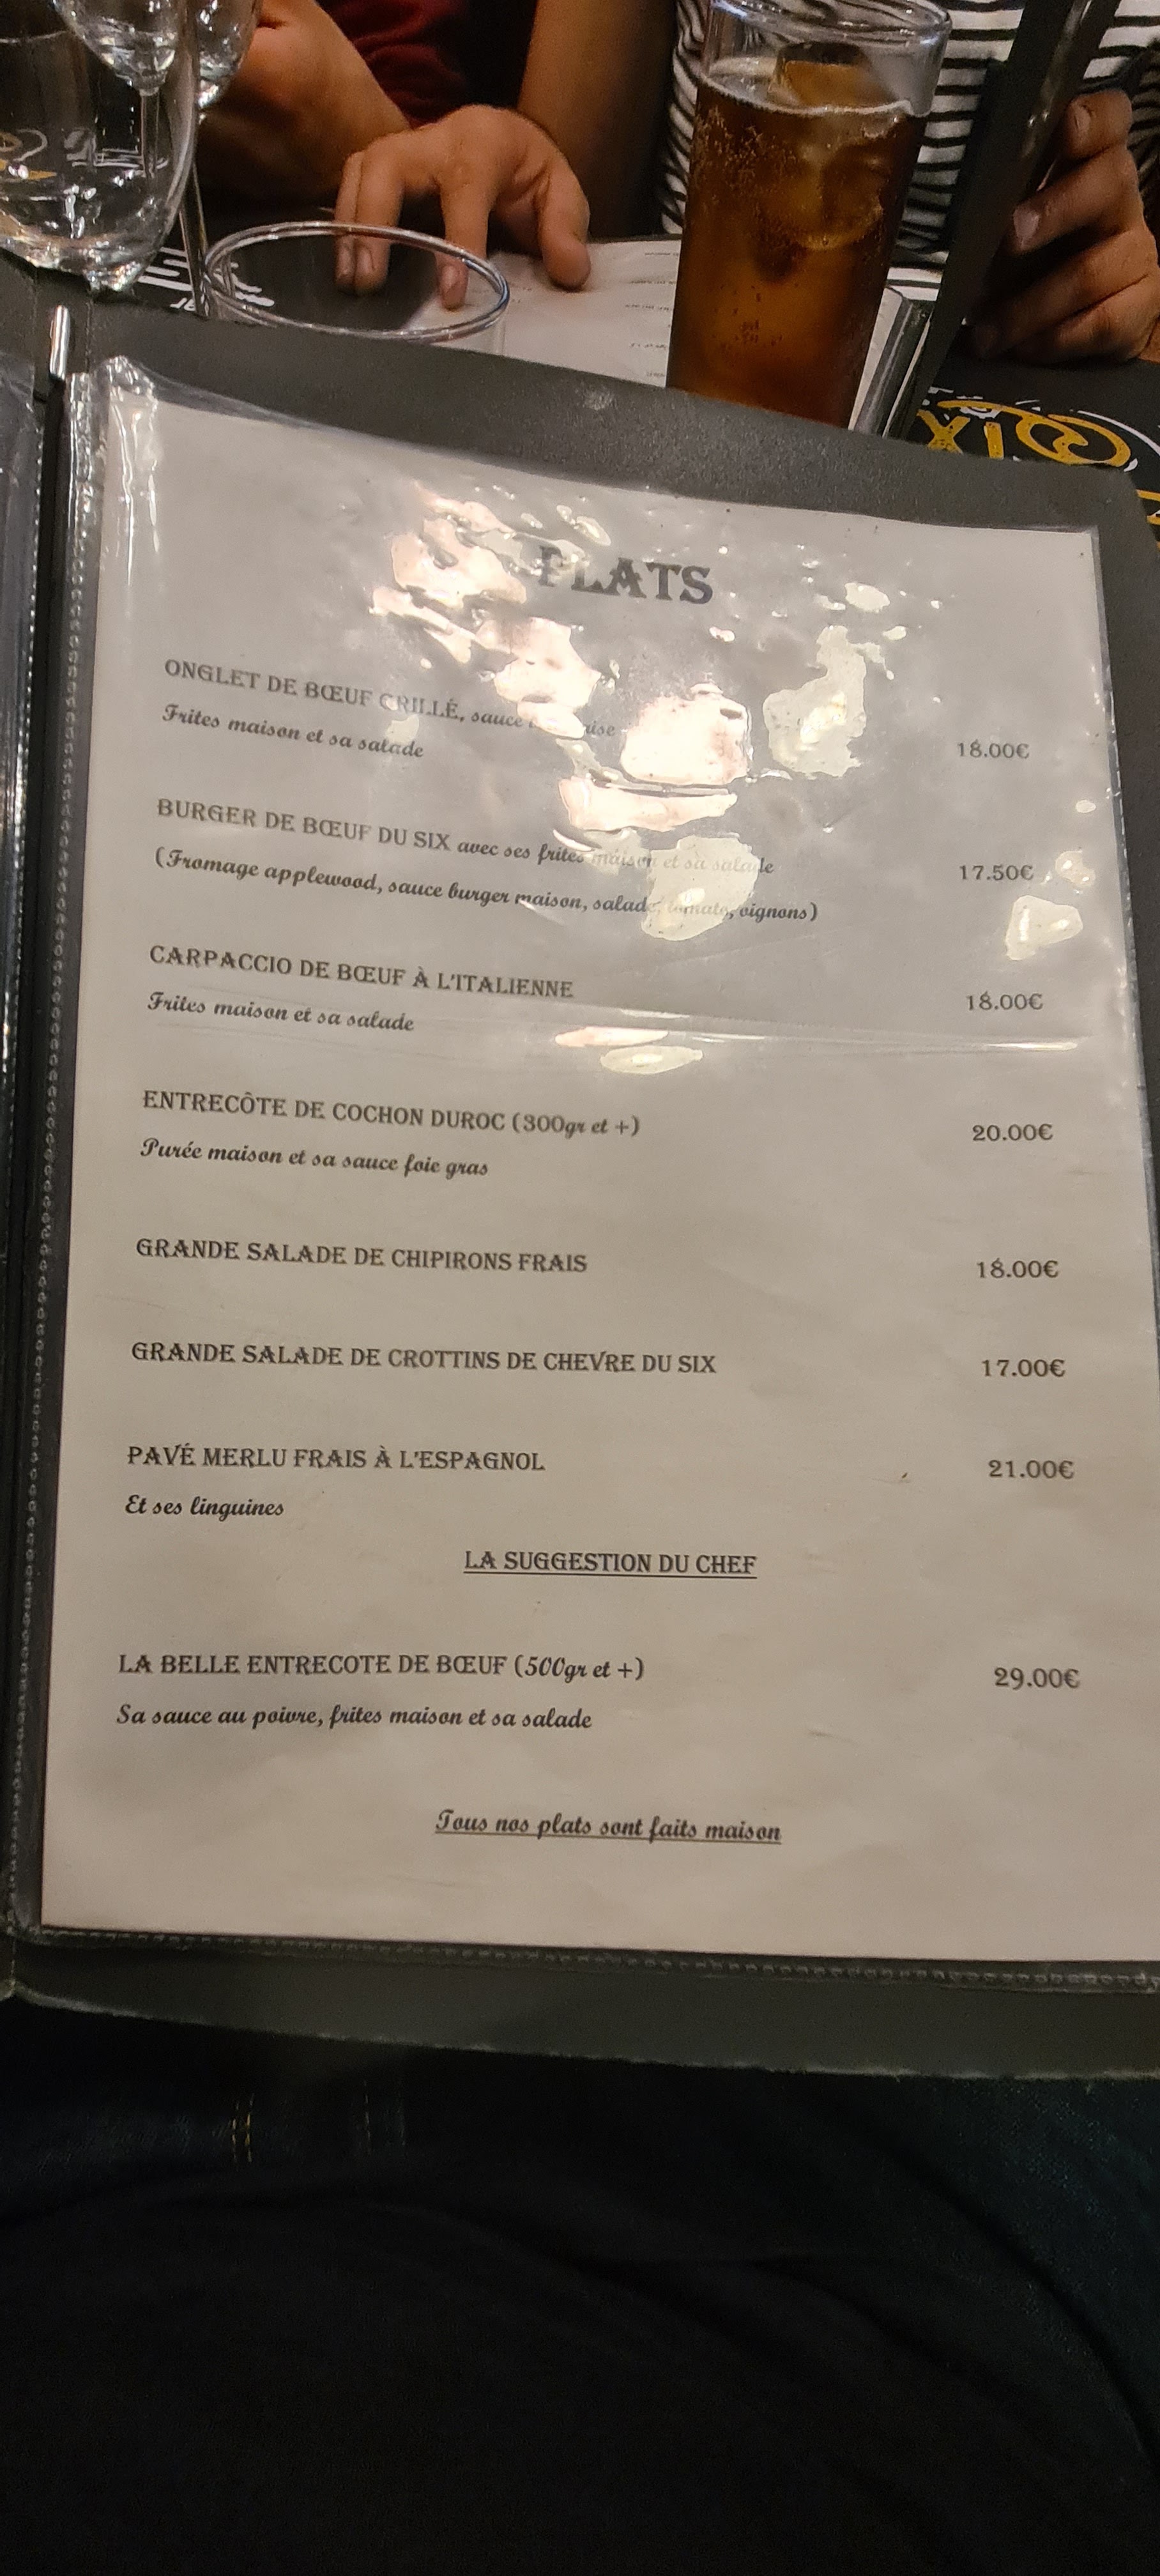 PLATS
ONGLET DE BŒUF GRILLÉ, sauce
Frites maison et sa salade
18.00€
BURGER DE BŒUF DU SIX avec ses frites maison et sa salade
17.50€
(Fromage applewood, sauce burger maison, salade, tomate, oignons)
CARPACCIO DE BŒUF À L'ITALIENNE
18.00€
Frites maison et sa salade
ENTRECÔTE DE COCHON DUROC (300gr et +)
20.00€
Purée maison et sa sauce foie gras
GRANDE SALADE DE CHIPIRONS FRAIS
18.00€
GRANDE SALADE DE CROTTINS DE CHEVRE DU SIX
17.00€
PAVÉ MERLU FRAIS À L'ESPAGNOL
21.00€
Et ses linguines
LA SUGGESTION DU CHEF
LA BELLE ENTRECOTE DE BŒUF (500gr et +)
29.00€
Sa sauce au poivre, frites maison et sa salade
Tous nos plats sont faits maison